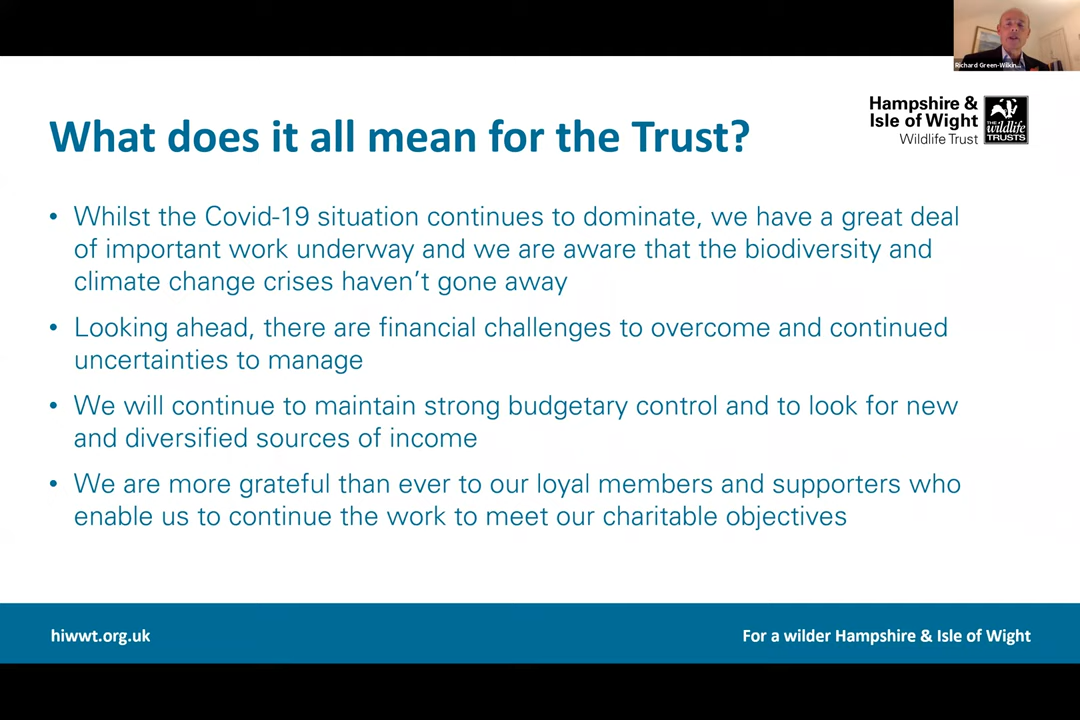 Richard Green-Wilkin...
Hampshire &
Isle of Wight
Wildlife Trust
THE
wildlife
TRUSTS
What does it all mean for the Trust?
• Whilst the Covid-19 situation continues to dominate, we have a great deal
of important work underway and we are aware that the biodiversity and
climate change crises haven’t gone away
• Looking ahead, there are financial challenges to overcome and continued
uncertainties to manage
• We will continue to maintain strong budgetary control and to look for new
and diversified sources of income
• We are more grateful than ever to our loyal members and supporters who
enable us to continue the work to meet our charitable objectives
hiwwt.org.uk
For a wilder Hampshire & Isle of Wight